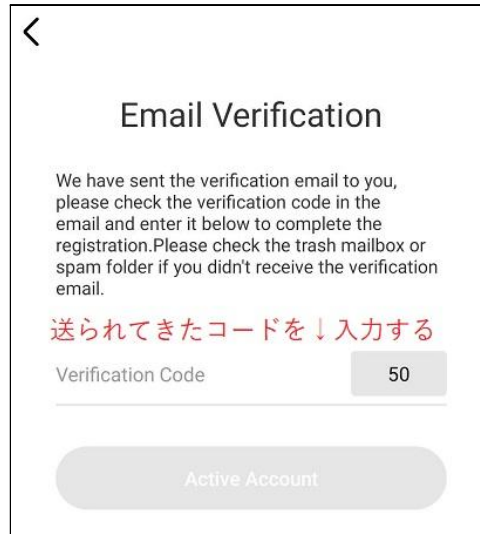 Email Verification
We have sent the verification email to you,
please check the verification code in the
email and enter it below to complete the
registration.Please check the trash mailbox or
spam folder if you didn't receive the verification
email.
送られてきたコードを↓入力する
Verification Code 50
Active Account